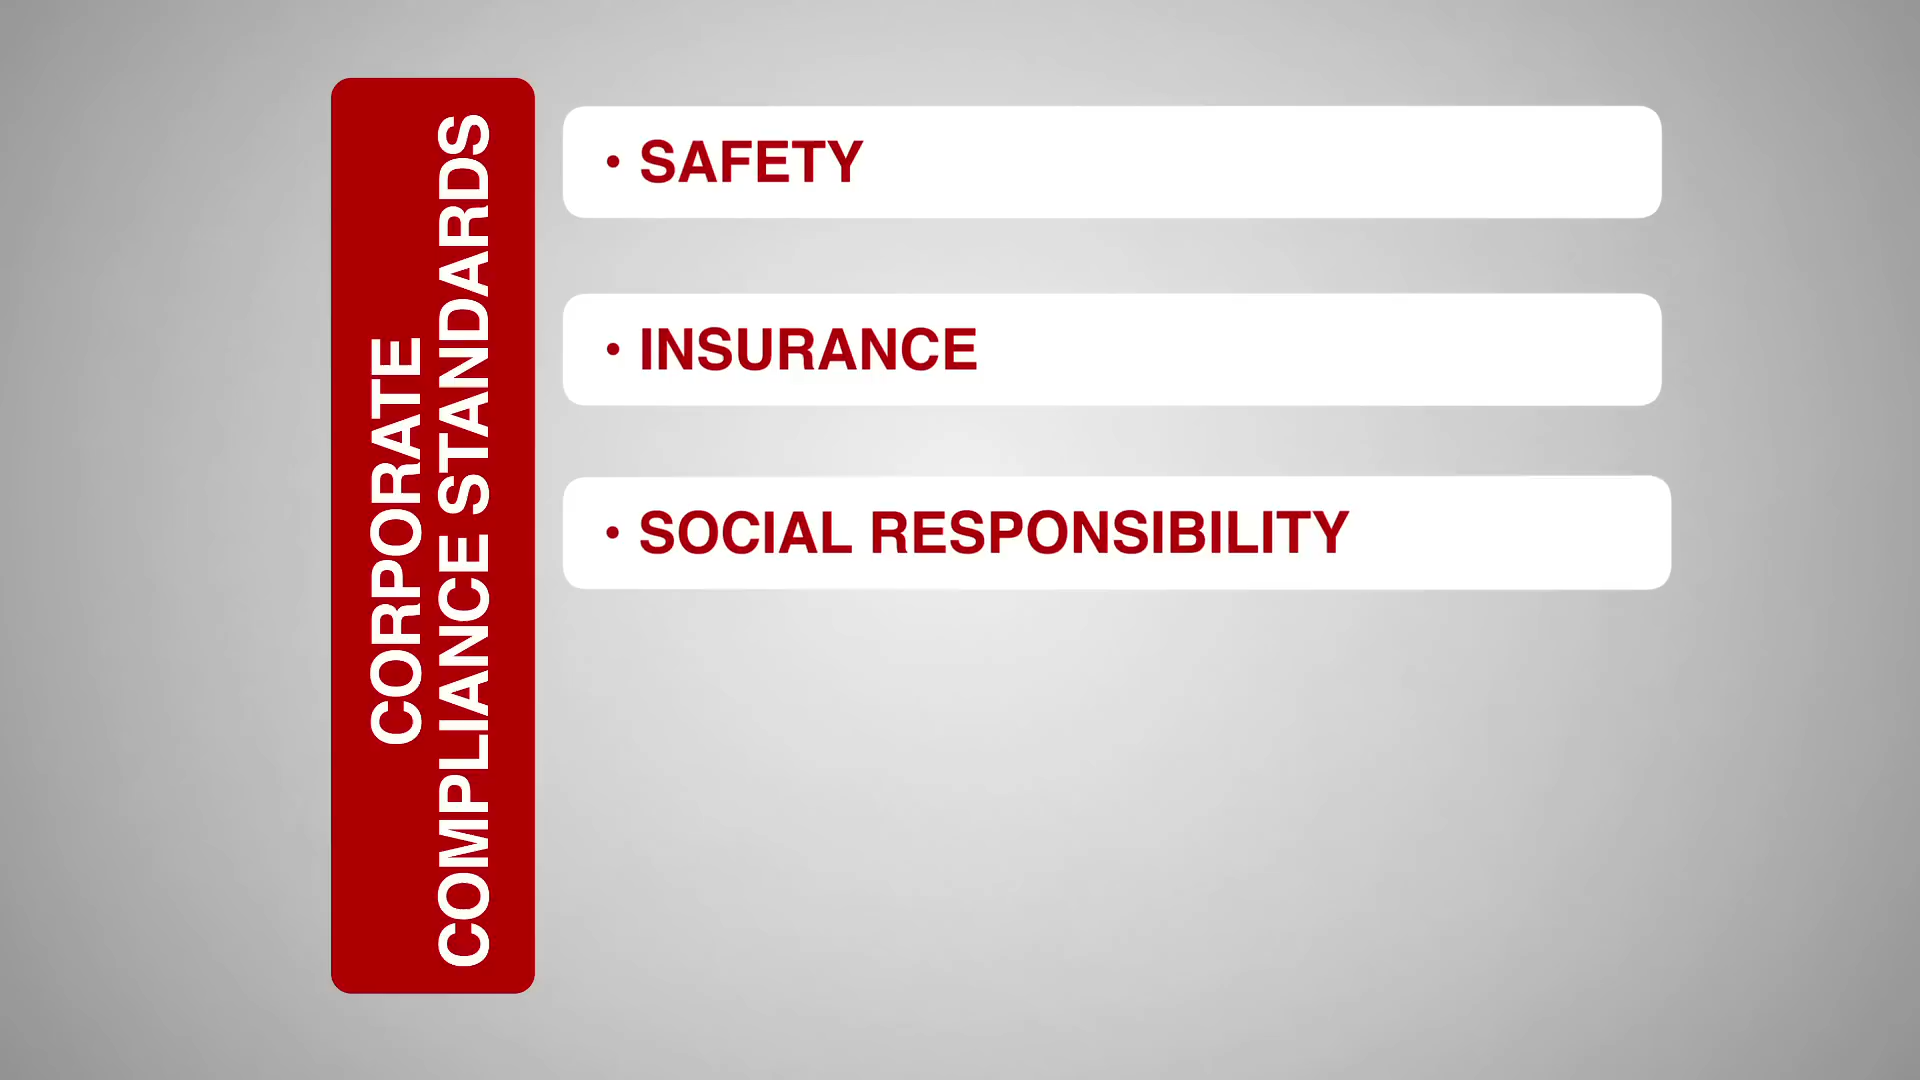 CORPORATE
COMPLIANCE STANDARDS
• SAFETY
• INSURANCE
• SOCIAL RESPONSIBILITY